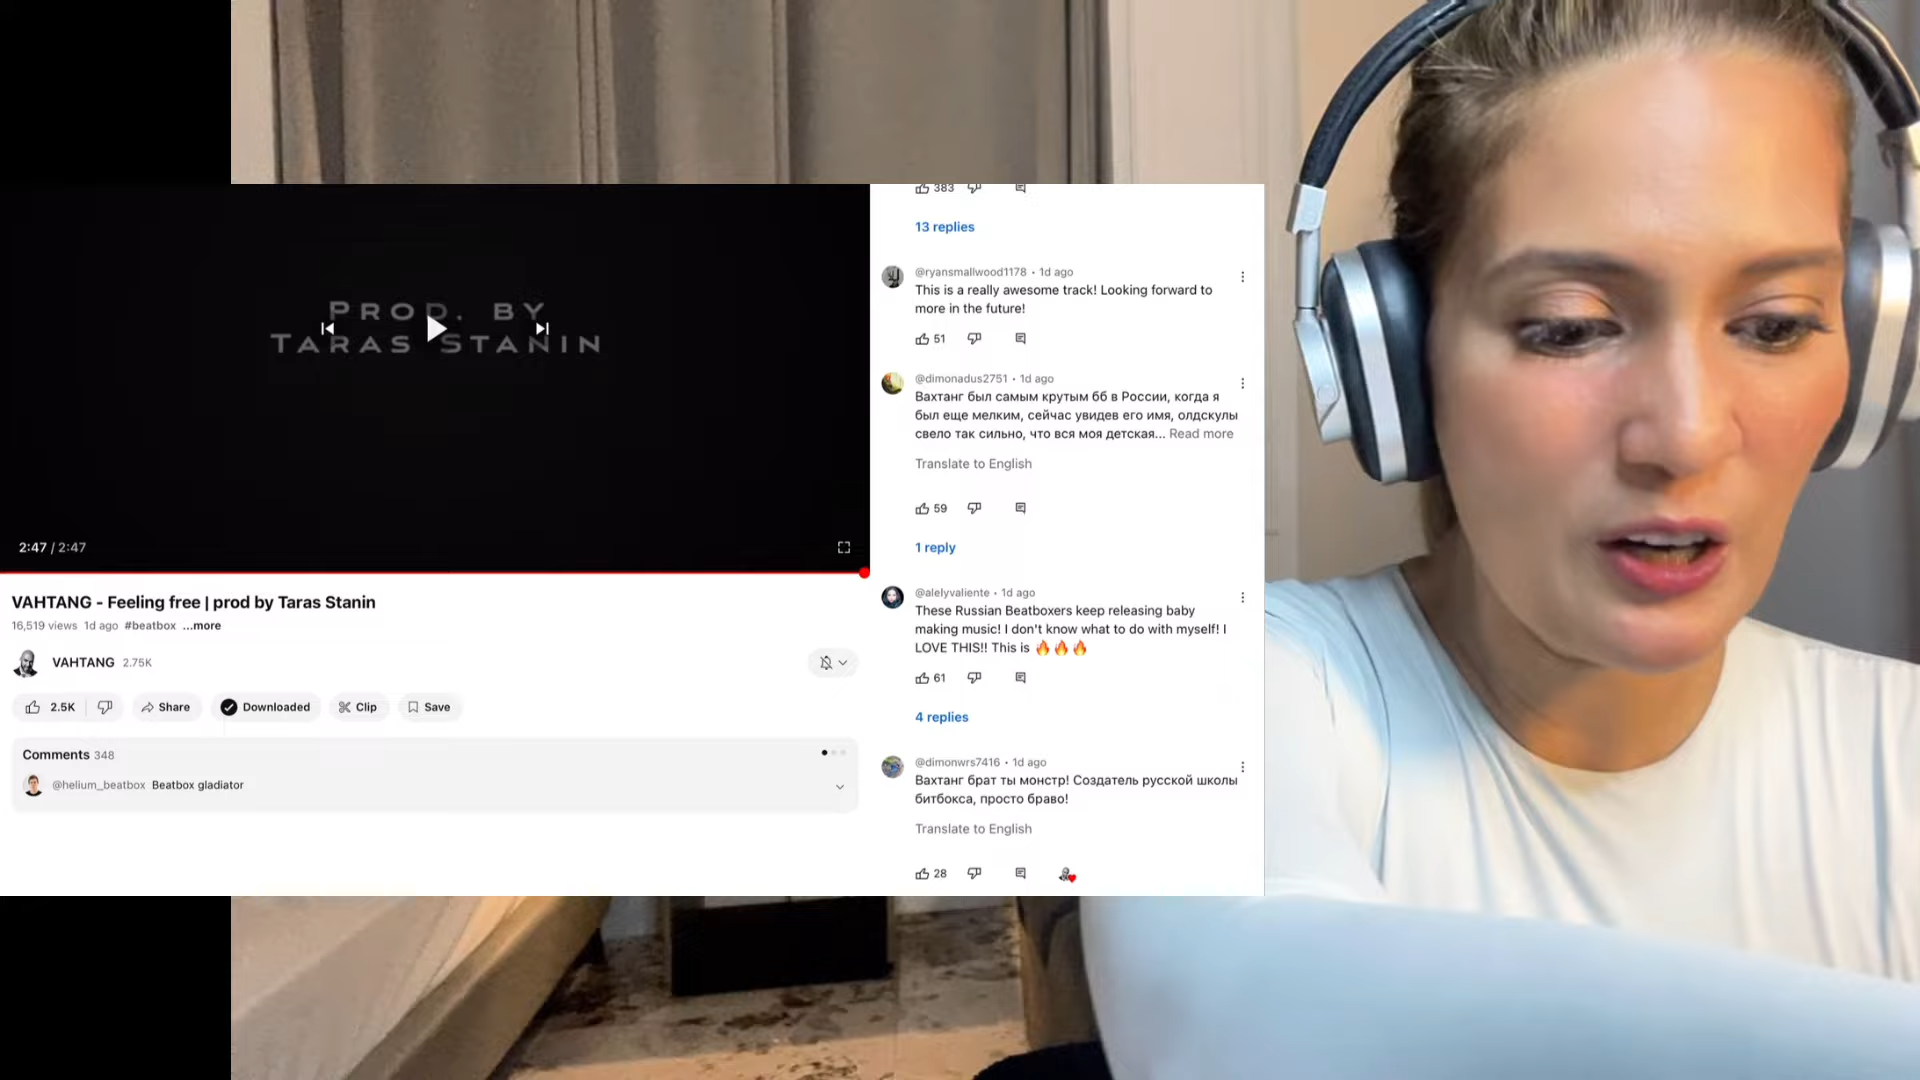 PROD. BY
TARAS STANIN
2:47 / 2:47
VAHTANG - Feeling free | prod by Taras Stanin
16,519 views 1d ago #beatbox ...more
VAHTANG 2.75K
2.5K Share Downloaded Clip Save
Comments 348
@helium_beatbox Beatbox gladiator
383
13 replies
@ryansmallwood1178 • 1d ago
This is a really awesome track! Looking forward to
more in the future!
51
@dimonadus2751 • 1d ago
Вахтанг был самым крутым бб в России, когда я
был еще мелким, сейчас увидев его имя, олдскулы
свело так сильно, что вся моя детская... Read more
Translate to English
59
1 reply
@alelyvaliente • 1d ago
These Russian Beatboxers keep releasing baby
making music! I don't know what to do with myself! I
LOVE THIS!! This is 🔥🔥🔥
61
4 replies
@dimonwrs7416 • 1d ago
Вахтанг брат ты монстр! Создатель русской школы
битбокса, просто браво!
Translate to English
28